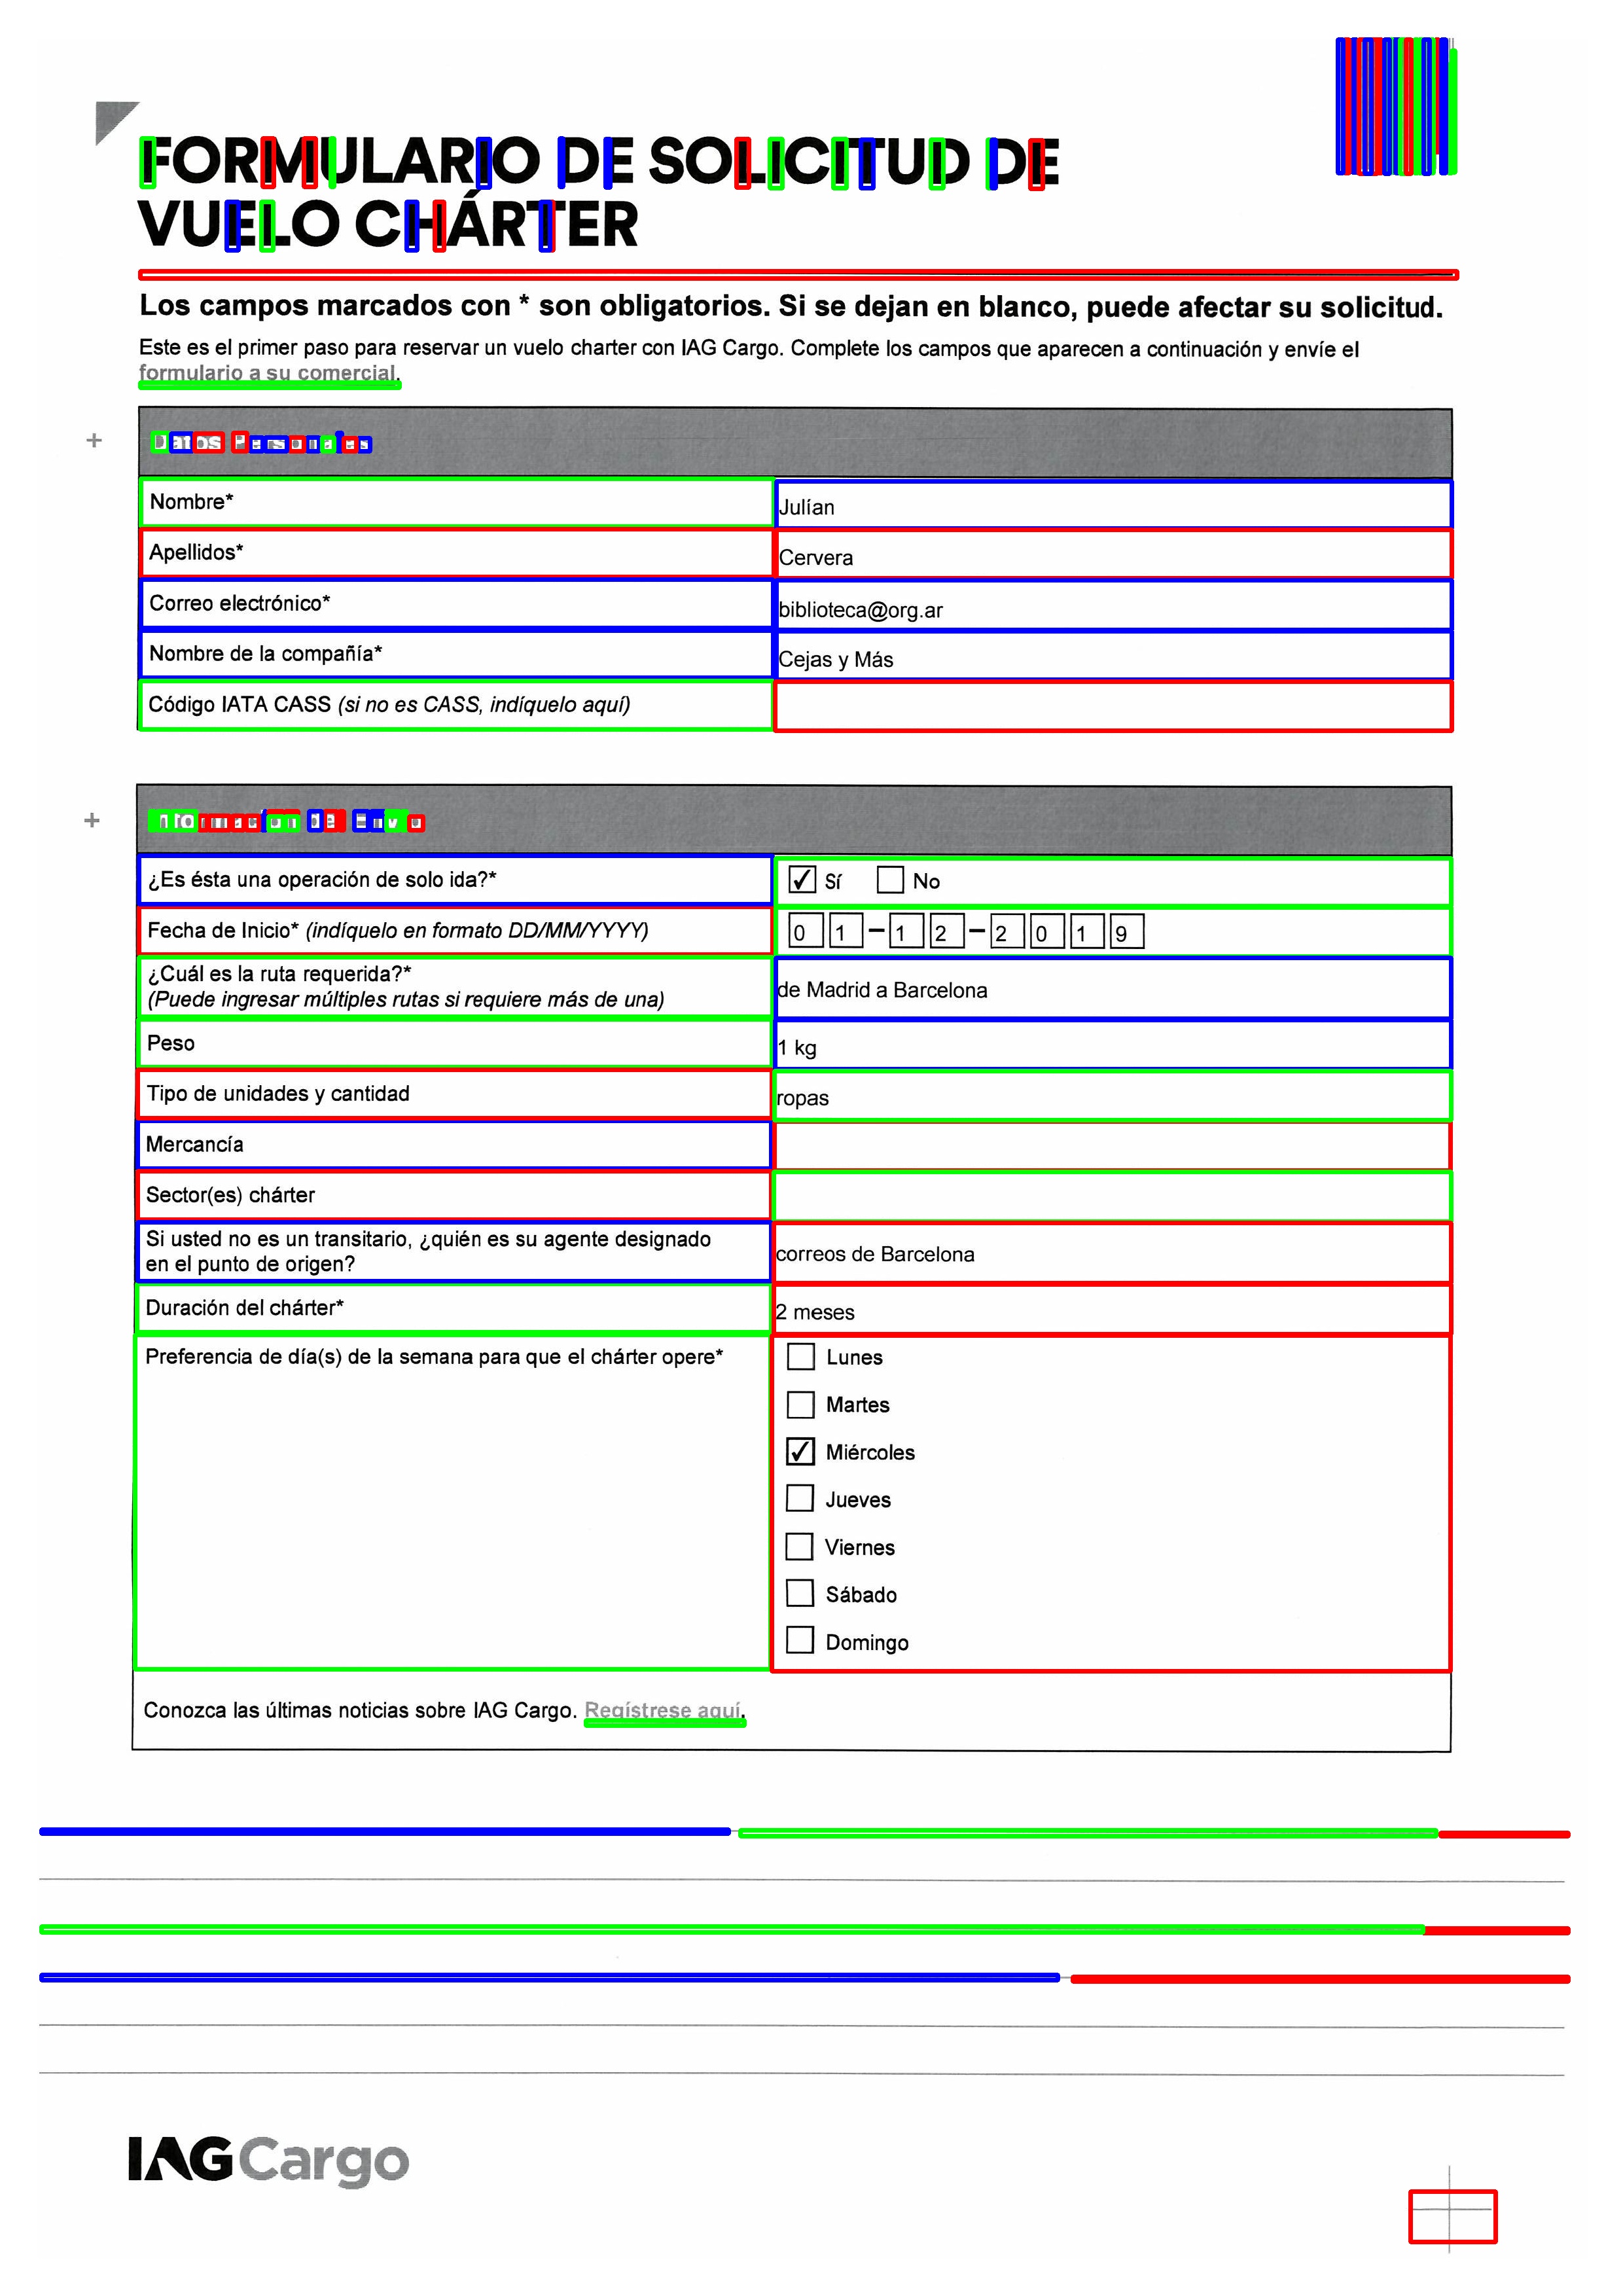 FORMULARIO DE SOLICITUD DE
VUELO CHÁRTER
Los campos marcados con * son obligatorios. Si se dejan en blanco, puede afectar su solicitud.
Este es el primer paso para reservar un vuelo charter con IAG Cargo. Complete los campos que aparecen a continuación y envíe el
formulario a su comercial.
Datos Personales
Nombre* Julían
Apellidos* Cervera
Correo electrónico* biblioteca@org.ar
Nombre de la compañía* Cejas y Más
Código IATA CASS (si no es CASS, indíquelo aquí)
Información de Envío
¿Es ésta una operación de solo ida?* ✓ Sí No
Fecha de Inicio* (indíquelo en formato DD/MM/YYYY) 01-12-2019
¿Cuál es la ruta requerida?*
(Puede ingresar múltiples rutas si requiere más de una) de Madrid a Barcelona
Peso 1 kg
Tipo de unidades y cantidad ropas
Mercancía
Sector(es) chárter
Si usted no es un transitario, ¿quién es su agente designado
en el punto de origen? correos de Barcelona
Duración del chárter* 2 meses
Preferencia de día(s) de la semana para que el chárter opere* Lunes
Martes
✓ Miércoles
Jueves
Viernes
Sábado
Domingo
Conozca las últimas noticias sobre IAG Cargo. Regístrese aquí.
IAG Cargo